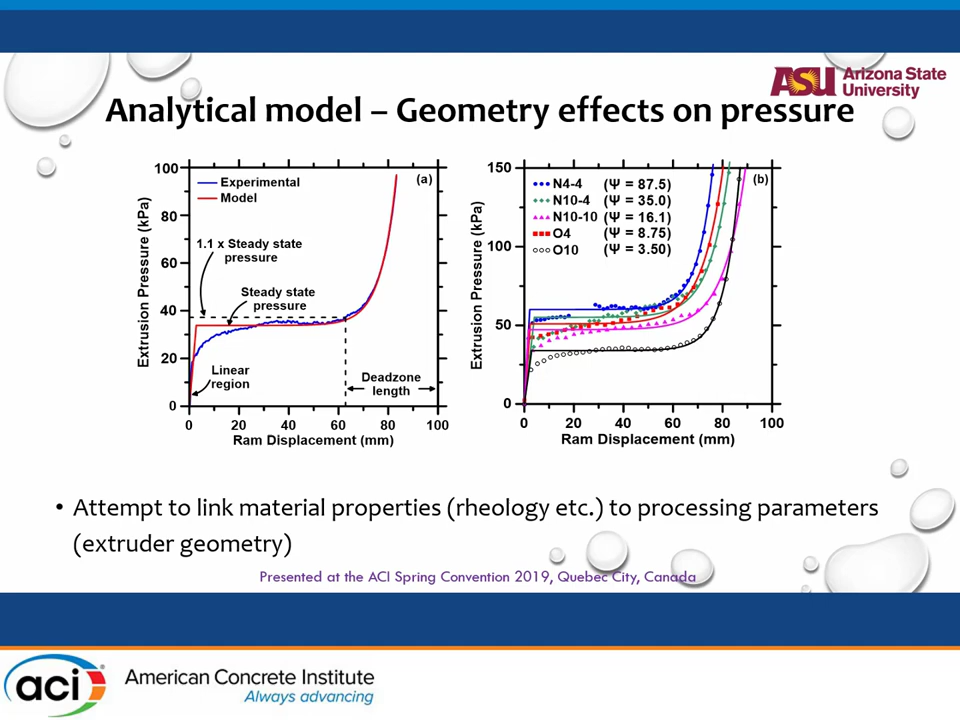 ASU Arizona State
University
Analytical model – Geometry effects on pressure
(a)
Extrusion Pressure (kPa)
100
80
60
40
20
0
Experimental
Model
1.1 x Steady state
pressure
Steady state
pressure
Linear
region
Deadzone
length
0 20 40 60 80 100
Ram Displacement (mm)
(b)
Extrusion Pressure (kPa)
150
100
50
0
N4-4 (Ψ = 87.5)
N10-4 (Ψ = 35.0)
N10-10 (Ψ = 16.1)
O4 (Ψ = 8.75)
O10 (Ψ = 3.50)
0 20 40 60 80 100
Ram Displacement (mm)
• Attempt to link material properties (rheology etc.) to processing parameters
(extruder geometry)
Presented at the ACI Spring Convention 2019, Quebec City, Canada
aci American Concrete Institute
Always advancing